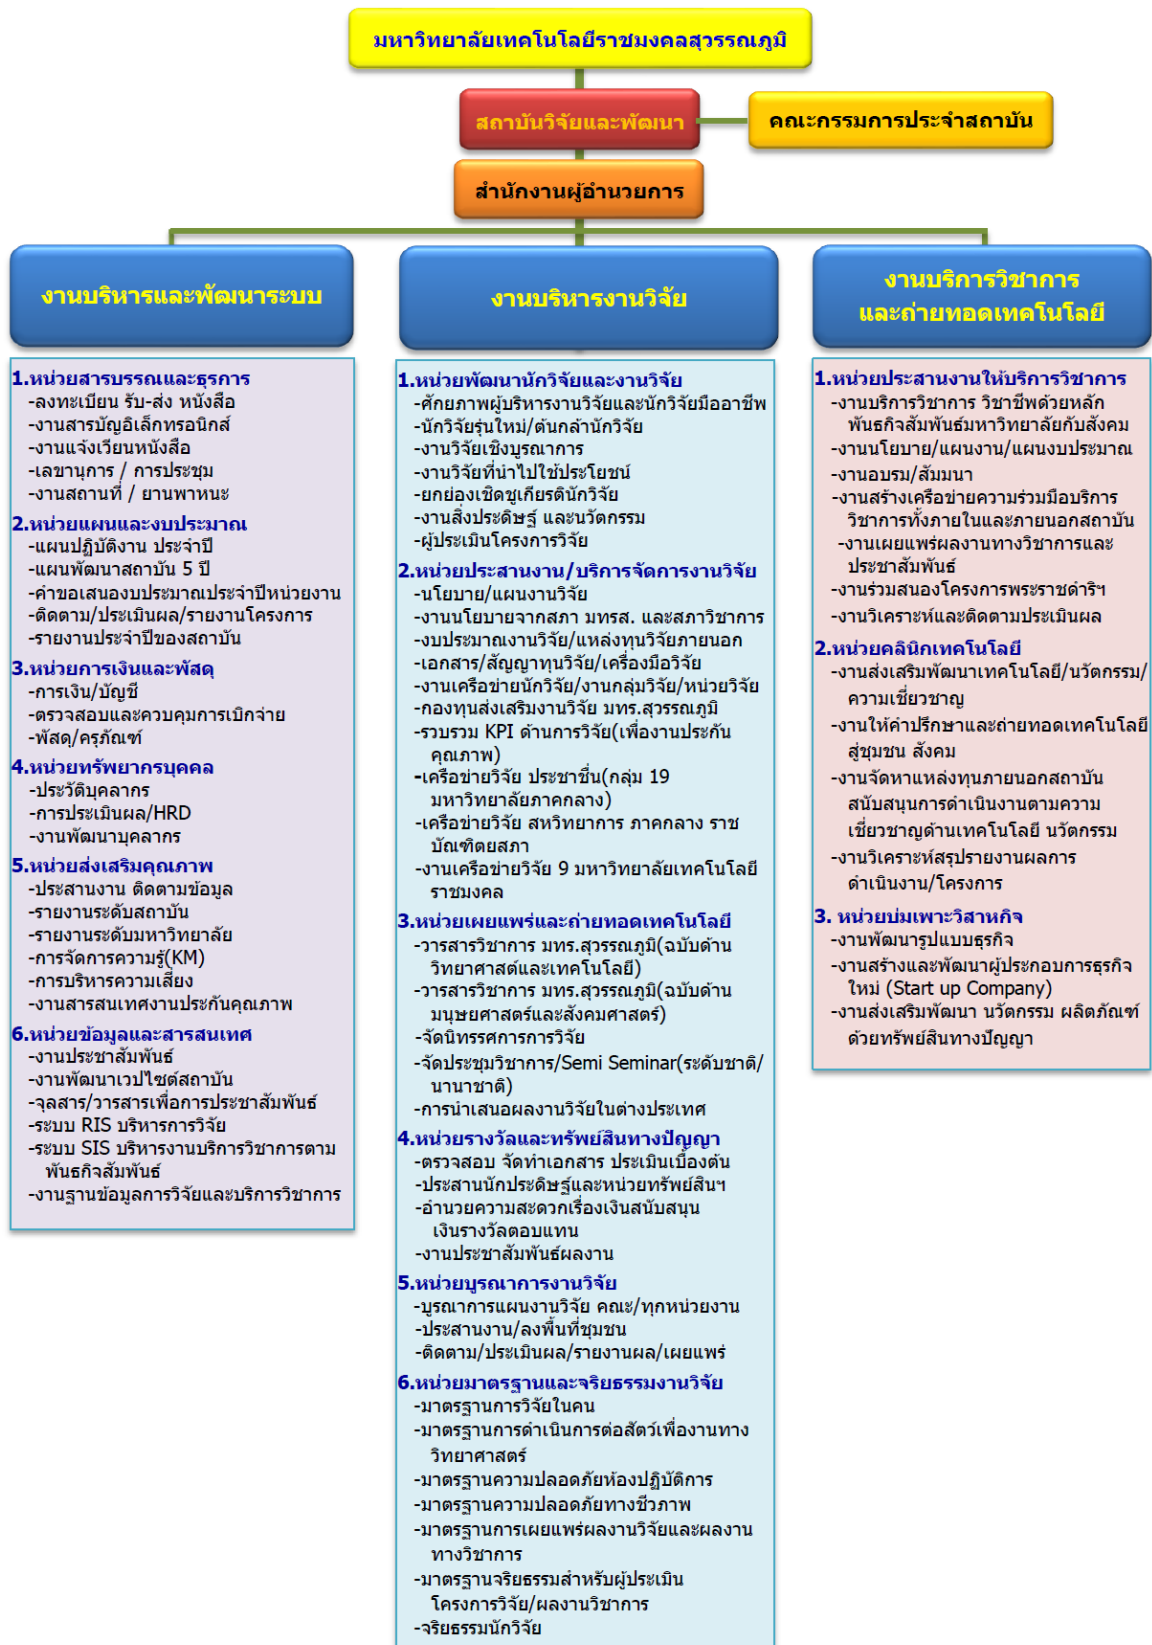 มหาวิทยาลัยเทคโนโลยีราชมงคลสุวรรณภูมิ
สถาบันวิจัยและพัฒนา
คณะกรรมการประจำสถาบัน
สำนักงานผู้อำนวยการ
งานบริหารและพัฒนาระบบ
1.หน่วยสารบรรณและธุรการ
-ลงทะเบียน รับ-ส่ง หนังสือ
-งานสารบัญอิเล็กทรอนิกส์
-งานแจ้งเวียนหนังสือ
-เลขานุการ / การประชุม
-งานสถานที่ / ยานพาหนะ
2.หน่วยแผนและงบประมาณ
-แผนปฏิบัติงาน ประจำปี
-แผนพัฒนาสถาบัน 5 ปี
-คำขอเสนองบประมาณประจำปีหน่วยงาน
-ติดตาม/ประเมินผล/รายงานโครงการ
-รายงานประจำปีของสถาบัน
3.หน่วยการเงินและพัสดุ
-การเงิน/บัญชี
-ตรวจสอบและควบคุมการเบิกจ่าย
-พัสดุ/ครุภัณฑ์
4.หน่วยทรัพยากรบุคคล
-ประวัติบุคลากร
-การประเมินผล/HRD
-งานพัฒนาบุคลากร
5.หน่วยส่งเสริมคุณภาพ
-ประสานงาน ติดตามข้อมูล
-รายงานระดับสถาบัน
-รายงานระดับมหาวิทยาลัย
-การจัดการความรู้(KM)
-การบริหารความเสี่ยง
-งานสารสนเทศงานประกันคุณภาพ
6.หน่วยข้อมูลและสารสนเทศ
-งานประชาสัมพันธ์
-งานพัฒนาเวปไซต์สถาบัน
-จุลสาร/วารสารเพื่อการประชาสัมพันธ์
-ระบบ RIS บริหารการวิจัย
-ระบบ SIS บริหารงานบริการวิชาการตาม
พันธกิจสัมพันธ์
-งานฐานข้อมูลการวิจัยและบริการวิชาการ
งานบริหารงานวิจัย
1.หน่วยพัฒนานักวิจัยและงานวิจัย
-ศักยภาพผู้บริหารงานวิจัยและนักวิจัยมืออาชีพ
-นักวิจัยรุ่นใหม่/ต้นกล้านักวิจัย
-งานวิจัยเชิงบูรณาการ
-งานวิจัยที่นำไปใช้ประโยชน์
-ยกย่องเชิดชูเกียรตินักวิจัย
-งานสิ่งประดิษฐ์ และนวัตกรรม
-ผู้ประเมินโครงการวิจัย
2.หน่วยประสานงาน/บริการจัดการงานวิจัย
-นโยบาย/แผนงานวิจัย
-งานนโยบายจากสภา มทรส. และสภาวิชาการ
-งบประมาณงานวิจัย/แหล่งทุนวิจัยภายนอก
-เอกสาร/สัญญาทุนวิจัย/เครื่องมือวิจัย
-งานเครือข่ายนักวิจัย/งานกลุ่มวิจัย/หน่วยวิจัย
-กองทุนส่งเสริมงานวิจัย มทร.สุวรรณภูมิ
-รวบรวม KPI ด้านการวิจัย(เพื่องานประกัน
คุณภาพ)
-เครือข่ายวิจัย ประชาชื่น(กลุ่ม 19
มหาวิทยาลัยภาคกลาง)
-เครือข่ายวิจัย สหวิทยาการ ภาคกลาง ราช
บัณฑิตยสภา
-งานเครือข่ายวิจัย 9 มหาวิทยาลัยเทคโนโลยี
ราชมงคล
3.หน่วยเผยแพร่และถ่ายทอดเทคโนโลยี
-วารสารวิชาการ มทร.สุวรรณภูมิ(ฉบับด้าน
วิทยาศาสต์และเทคโนโลยี)
-วารสารวิชาการ มทร.สุวรรณภูมิ(ฉบับด้าน
มนุษยศาสตร์และสังคมศาสตร์)
-จัดนิทรรศการการวิจัย
-จัดประชุมวิชาการ/Semi Seminar(ระดับชาติ/
นานาชาติ)
-การนำเสนอผลงานวิจัยในต่างประเทศ
4.หน่วยรางวัลและทรัพย์สินทางปัญญา
-ตรวจสอบ จัดทำเอกสาร ประเมินเบื้องต้น
-ประสานนักประดิษฐ์และหน่วยทรัพย์สินฯ
-อำนวยความสะดวกเรื่องเงินสนับสนุน
เงินรางวัลตอบแทน
-งานประชาสัมพันธ์ผลงาน
5.หน่วยบูรณาการงานวิจัย
-บูรณาการแผนงานวิจัย คณะ/ทุกหน่วยงาน
-ประสานงาน/ลงพื้นที่ชุมชน
-ติดตาม/ประเมินผล/รายงานผล/เผยแพร่
6.หน่วยมาตรฐานและจริยธรรมงานวิจัย
-มาตรฐานการวิจัยในคน
-มาตรฐานการดำเนินการต่อสัตว์เพื่องานทาง
วิทยาศาสตร์
-มาตรฐานความปลอดภัยห้องปฏิบัติการ
-มาตรฐานความปลอดภัยทางชีวภาพ
-มาตรฐานการเผยแพร่ผลงานวิจัยและผลงาน
ทางวิชาการ
-มาตรฐานจริยธรรมสำหรับผู้ประเมิน
โครงการวิจัย/ผลงานวิชาการ
-จริยธรรมนักวิจัย
งานบริการวิชาการ
และถ่ายทอดเทคโนโลยี
1.หน่วยประสานงานให้บริการวิชาการ
-งานบริการวิชาการ วิชาชีพด้วยหลัก
พันธกิจสัมพันธ์มหาวิทยาลัยกับสังคม
-งานนโยบาย/แผนงาน/แผนงบประมาณ
-งานอบรม/สัมมนา
-งานสร้างเครือข่ายความร่วมมือบริการ
วิชาการทั้งภายในและภายนอกสถาบัน
-งานเผยแพร่ผลงานทางวิชาการและ
ประชาสัมพันธ์
-งานร่วมสนองโครงการพระราชดำริฯ
-งานวิเคราะห์และติดตามประเมินผล
2.หน่วยคลินิกเทคโนโลยี
-งานส่งเสริมพัฒนาเทคโนโลยี/นวัตกรรม/
ความเชี่ยวชาญ
-งานให้คำปรึกษาและถ่ายทอดเทคโนโลยี
สู่ชุมชน สังคม
-งานจัดหาแหล่งทุนภายนอกสถาบัน
สนับสนุนการดำเนินงานตามความ
เชี่ยวชาญด้านเทคโนโลยี นวัตกรรม
-งานวิเคราะห์สรุปรายงานผลการ
ดำเนินงาน/โครงการ
3. หน่วยบ่มเพาะวิสาหกิจ
-งานพัฒนารูปแบบธุรกิจ
-งานสร้างและพัฒนาผู้ประกอบการธุรกิจ
ใหม่ (Start up Company)
-งานส่งเสริมพัฒนา นวัตกรรม ผลิตภัณฑ์
ด้วยทรัพย์สินทางปัญญา